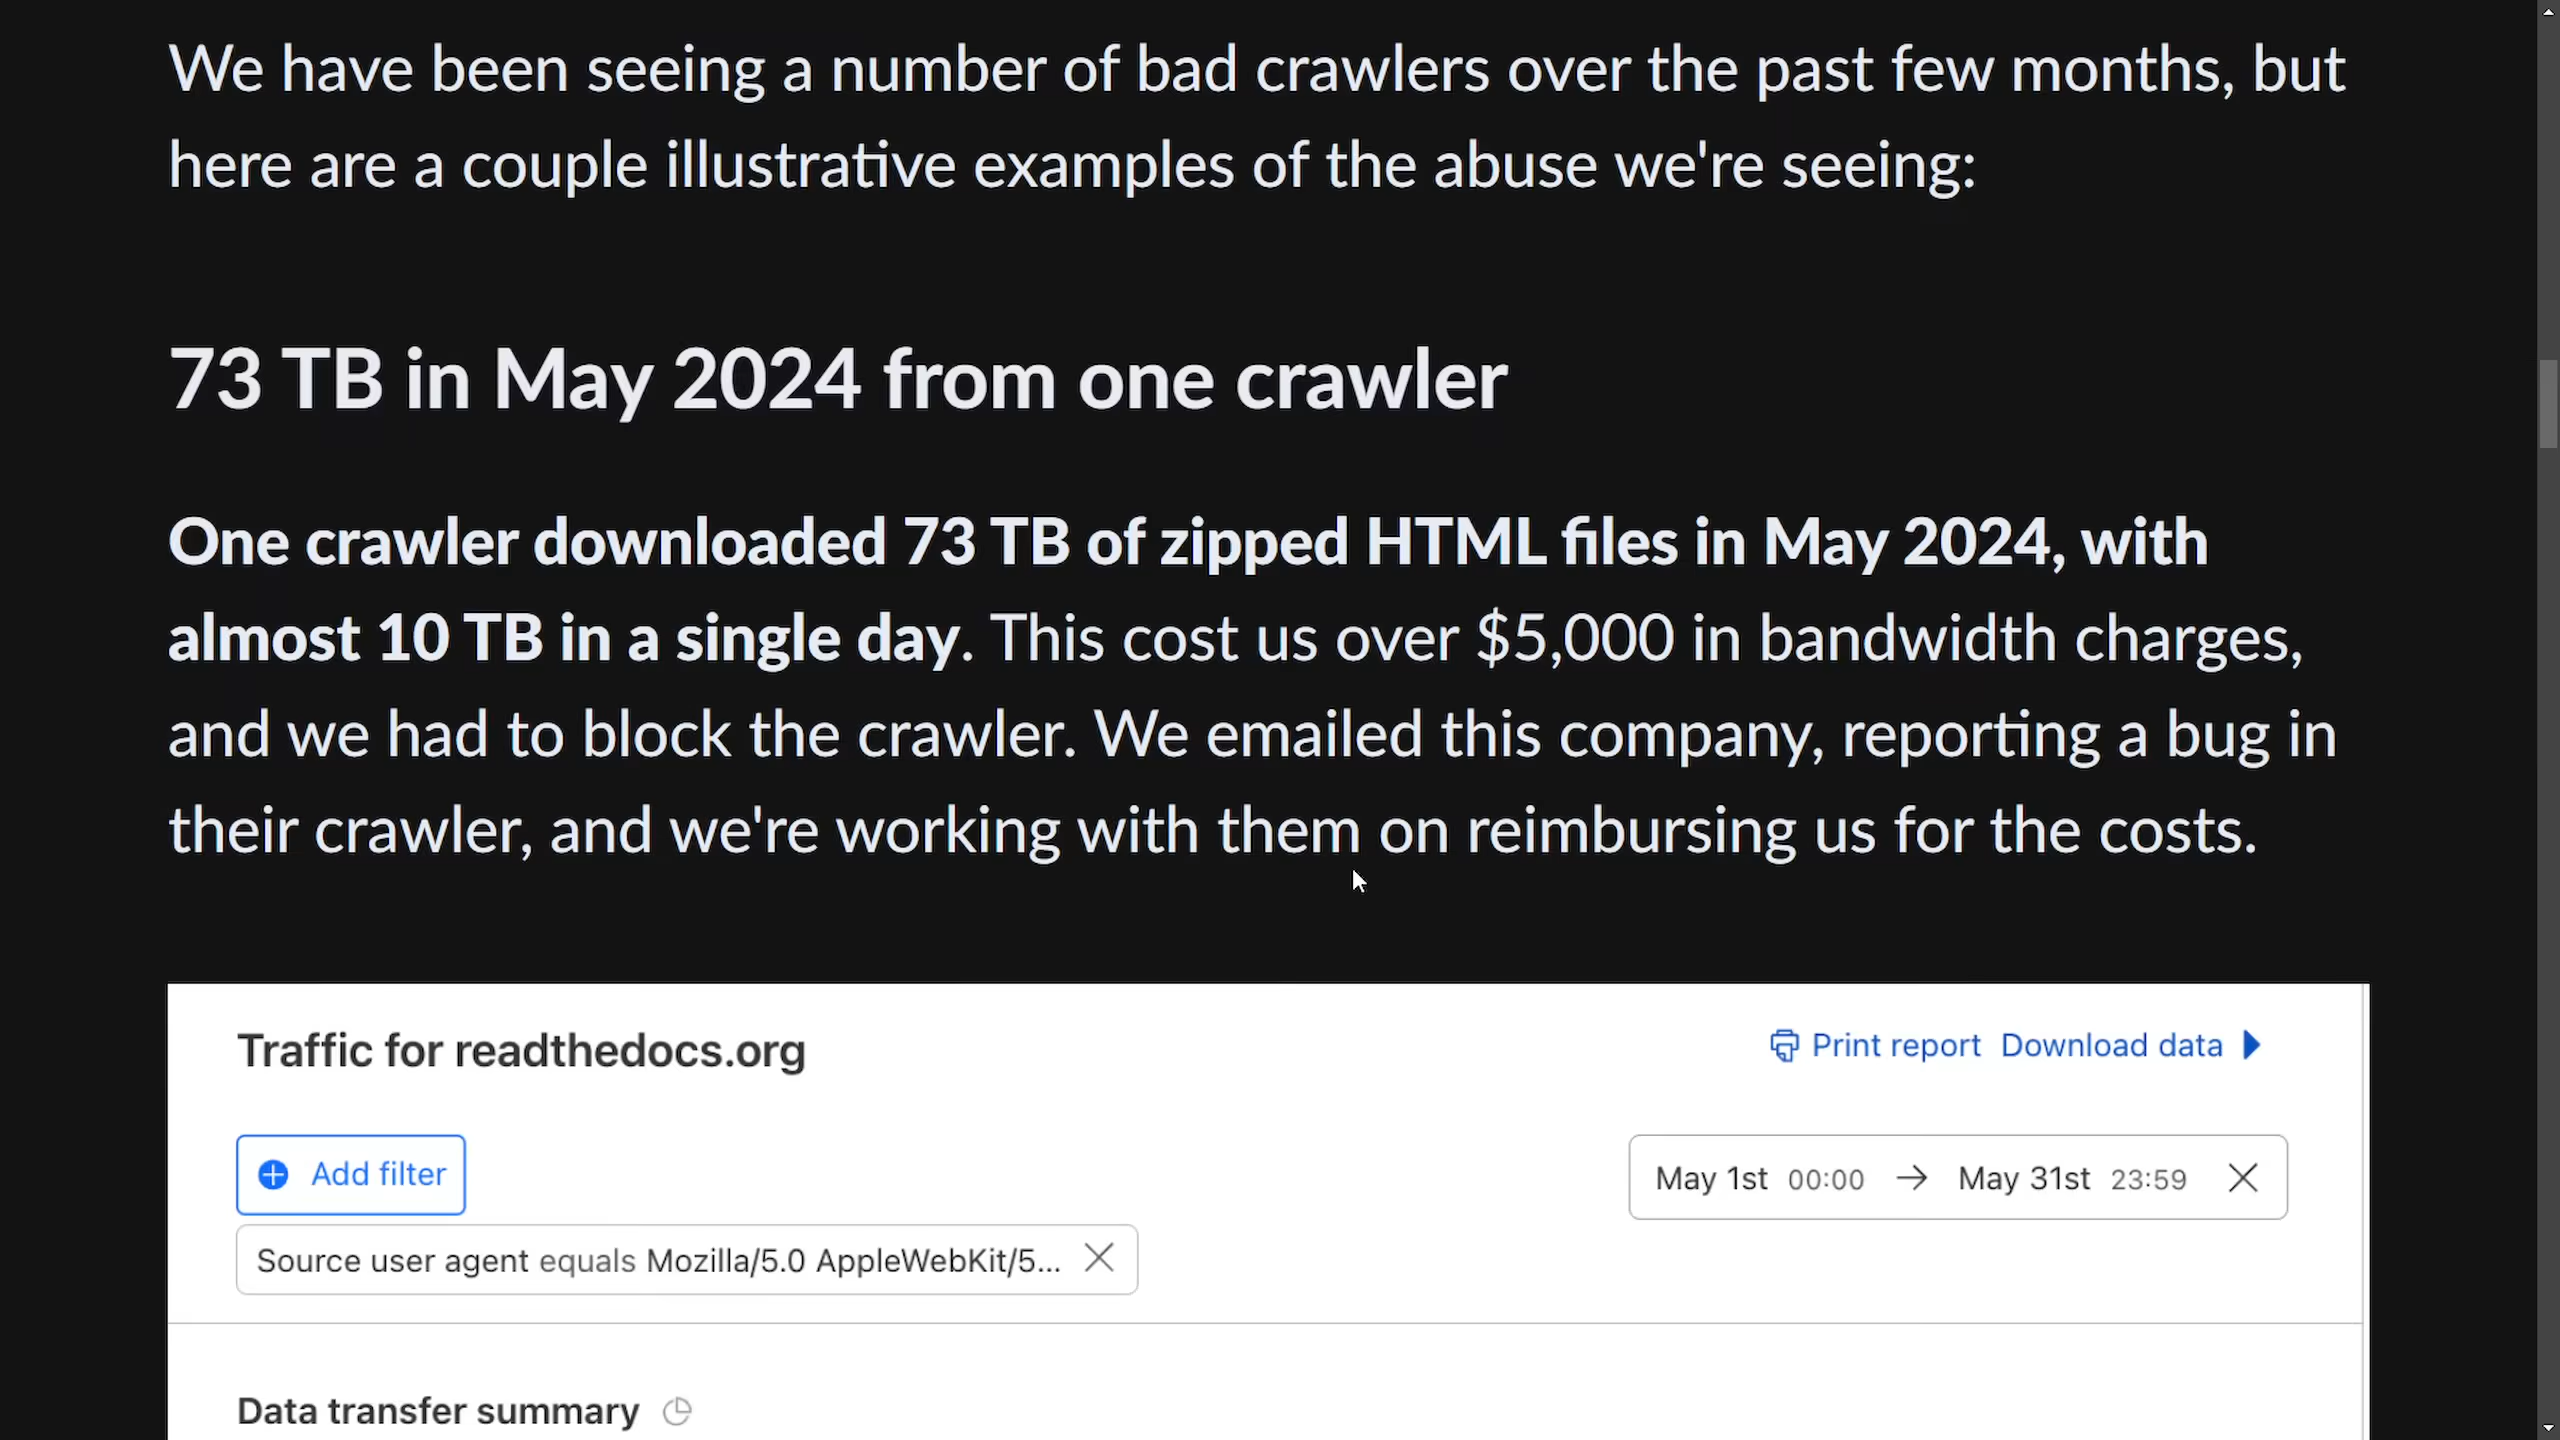 We have been seeing a number of bad crawlers over the past few months, but
here are a couple illustrative examples of the abuse we're seeing:
73 TB in May 2024 from one crawler
One crawler downloaded 73 TB of zipped HTML files in May 2024, with
almost 10 TB in a single day. This cost us over $5,000 in bandwidth charges,
and we had to block the crawler. We emailed this company, reporting a bug in
their crawler, and we're working with them on reimbursing us for the costs.
Traffic for readthedocs.org
Print report Download data
Add filter
May 1st 00:00 → May 31st 23:59
Source user agent equals Mozilla/5.0 AppleWebKit/5...
Data transfer summary